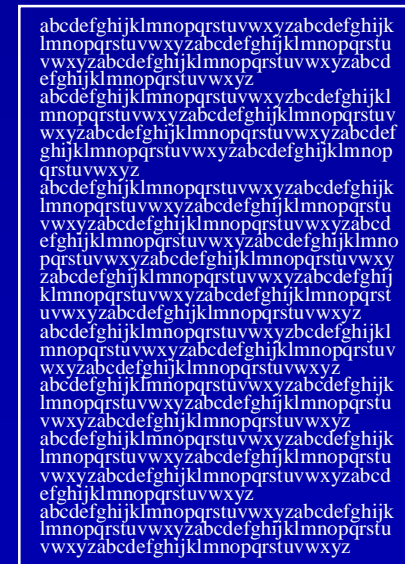 abcdefghijklmnopqrstuvwxyzabcdefghijk
lmnopqrstuvwxyzabcdefghijklmnopqrstu
vwxyzabcdefghijklmnopqrstuvwxyzabcd
efghijklmnopqrstuvwxyz
abcdefghijklmnopqrstuvwxyzbcdefghijkl
mnopqrstuvwxyzabcdefghijklmnopqrstuv
wxyzabcdefghijklmnopqrstuvwxyzabcdef
ghijklmnopqrstuvwxyzabcdefghijklmnop
qrstuvwxyz
abcdefghijklmnopqrstuvwxyzabcdefghijk
lmnopqrstuvwxyzabcdefghijklmnopqrstu
vwxyzabcdefghijklmnopqrstuvwxyzabcd
efghijklmnopqrstuvwxyzabcdefghijklmno
pqrstuvwxyzabcdefghijklmnopqrstuvwxy
zabcdefghijklmnopqrstuvwxyzabcdefghij
klmnopqrstuvwxyzabcdefghijklmnopqrst
uvwxyzabcdefghijklmnopqrstuvwxyz
abcdefghijklmnopqrstuvwxyzbcdefghijkl
mnopqrstuvwxyzabcdefghijklmnopqrstuv
wxyzabcdefghijklmnopqrstuvwxyz
abcdefghijklmnopqrstuvwxyzabcdefghijk
lmnopqrstuvwxyzabcdefghijklmnopqrstu
vwxyzabcdefghijklmnopqrstuvwxyz
abcdefghijklmnopqrstuvwxyzabcdefghijk
lmnopqrstuvwxyzabcdefghijklmnopqrstu
vwxyzabcdefghijklmnopqrstuvwxyzabcd
efghijklmnopqrstuvwxyz
abcdefghijklmnopqrstuvwxyzabcdefghijk
lmnopqrstuvwxyzabcdefghijklmnopqrstu
vwxyzabcdefghijklmnopqrstuvwxyz